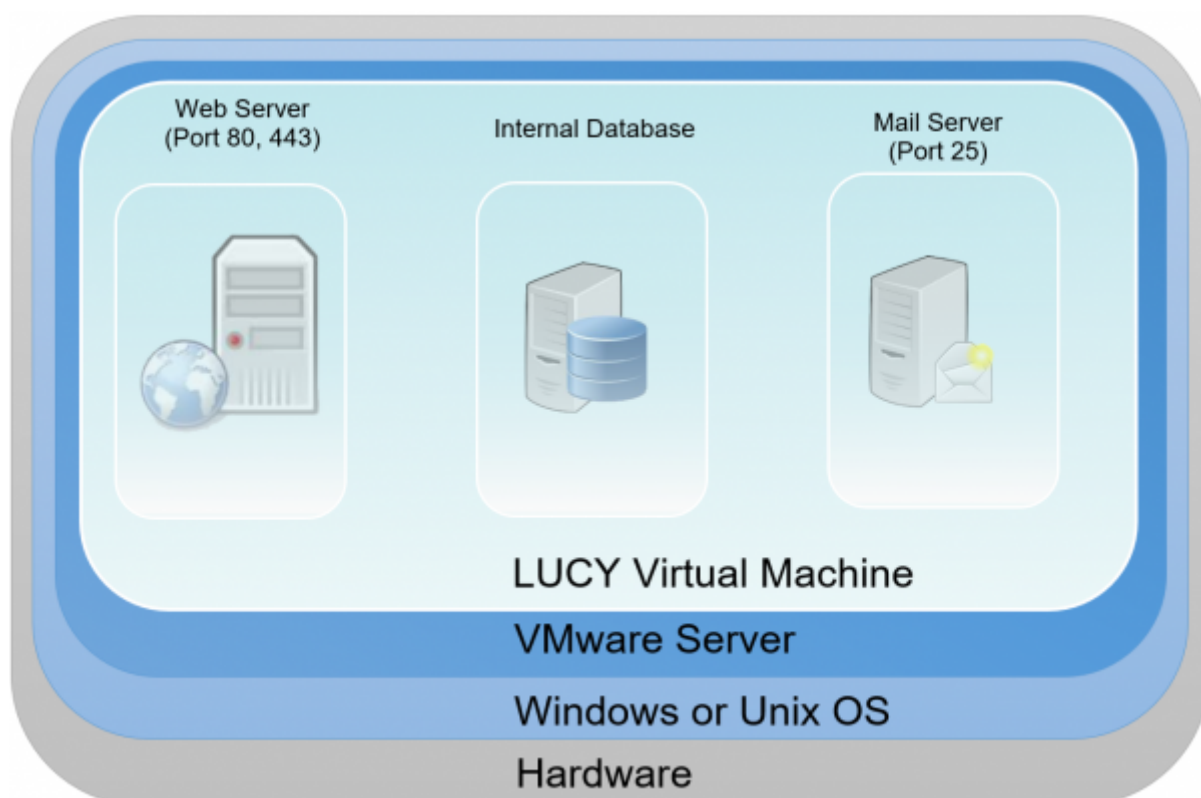 Web Server
(Port 80, 443)
Internal Database
Mail Server
(Port 25)
LUCY Virtual Machine
VMware Server
Windows or Unix OS
Hardware